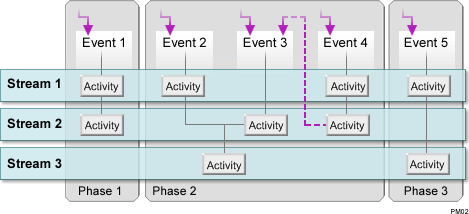 Event 1 Event 2 Event 3 Event 4 Event 5
Stream 1 Activity Activity Activity Activity
Stream 2 Activity Activity Activity
Stream 3 Activity Activity
Phase 1 Phase 2 Phase 3
PM02